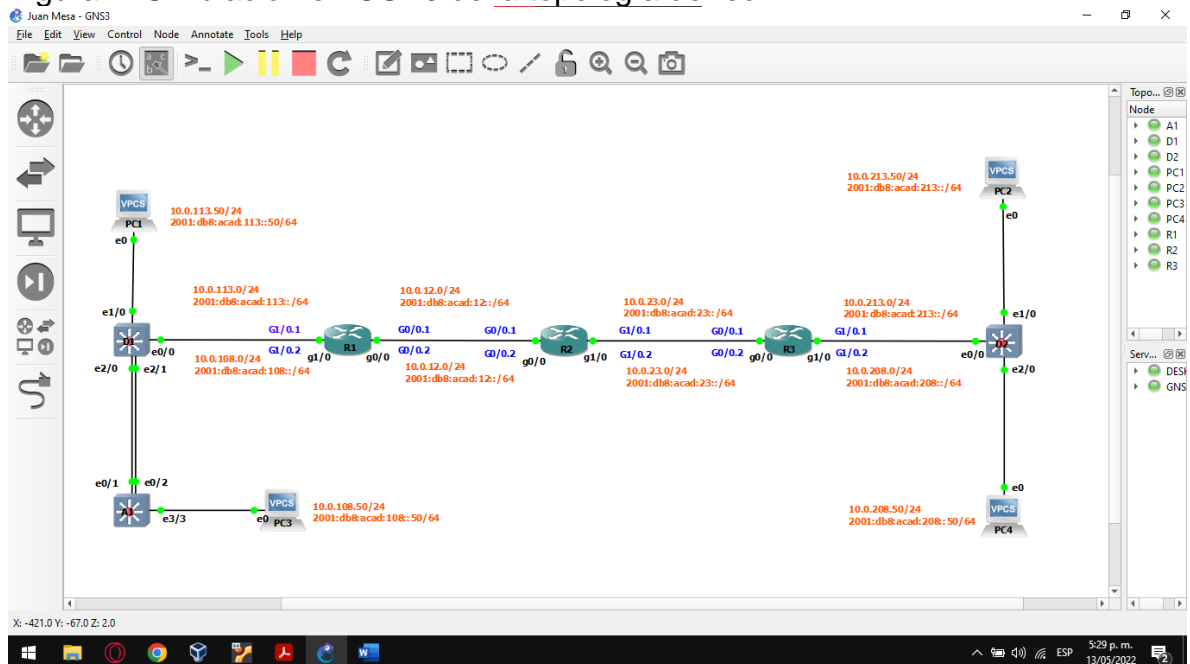 Juan Mesa - GNS3
File Edit View Control Node Annotate Tools Help
Topo...
Node
A1
D1
D2
PC1
PC2
PC3
PC4
R1
R2
R3
Serv...
DESK
GNS
VPCS
PC1
10.0.113.50/24
2001:db8:acad:113::50/64
e0
10.0.213.50/24
2001:db8:acad:213::/64
VPCS
PC2
e0
10.0.113.0/24
2001:db8:acad:113::/64
10.0.12.0/24
2001:db8:acad:12::/64
10.0.23.0/24
2001:db8:acad:23::/64
10.0.213.0/24
2001:db8:acad:213::/64
e1/0
e1/0
G1/0.1
G0/0.1
G0/0.1
G1/0.1
G0/0.1
G1/0.1
D1
e0/0
G1/0.2
g1/0
R1
g0/0
G0/0.2
G0/0.2
g0/0
R2
g1/0
G1/0.2
G0/0.2
g0/0
R3
g1/0
G1/0.2
e0/0
D2
10.0.108.0/24
2001:db8:acad:108::/64
10.0.12.0/24
2001:db8:acad:12::/64
10.0.23.0/24
2001:db8:acad:23::/64
10.0.208.0/24
2001:db8:acad:208::/64
e2/0
e2/1
e2/0
e0/1
e0/2
A1
e3/3
e0
VPCS
PC3
10.0.108.50/24
2001:db8:acad:108::50/64
e0
10.0.208.50/24
2001:db8:acad:208::50/64
VPCS
PC4
X: -421.0 Y: -67.0 Z: 2.0
ESP
5:29 p. m.
13/05/2022
2